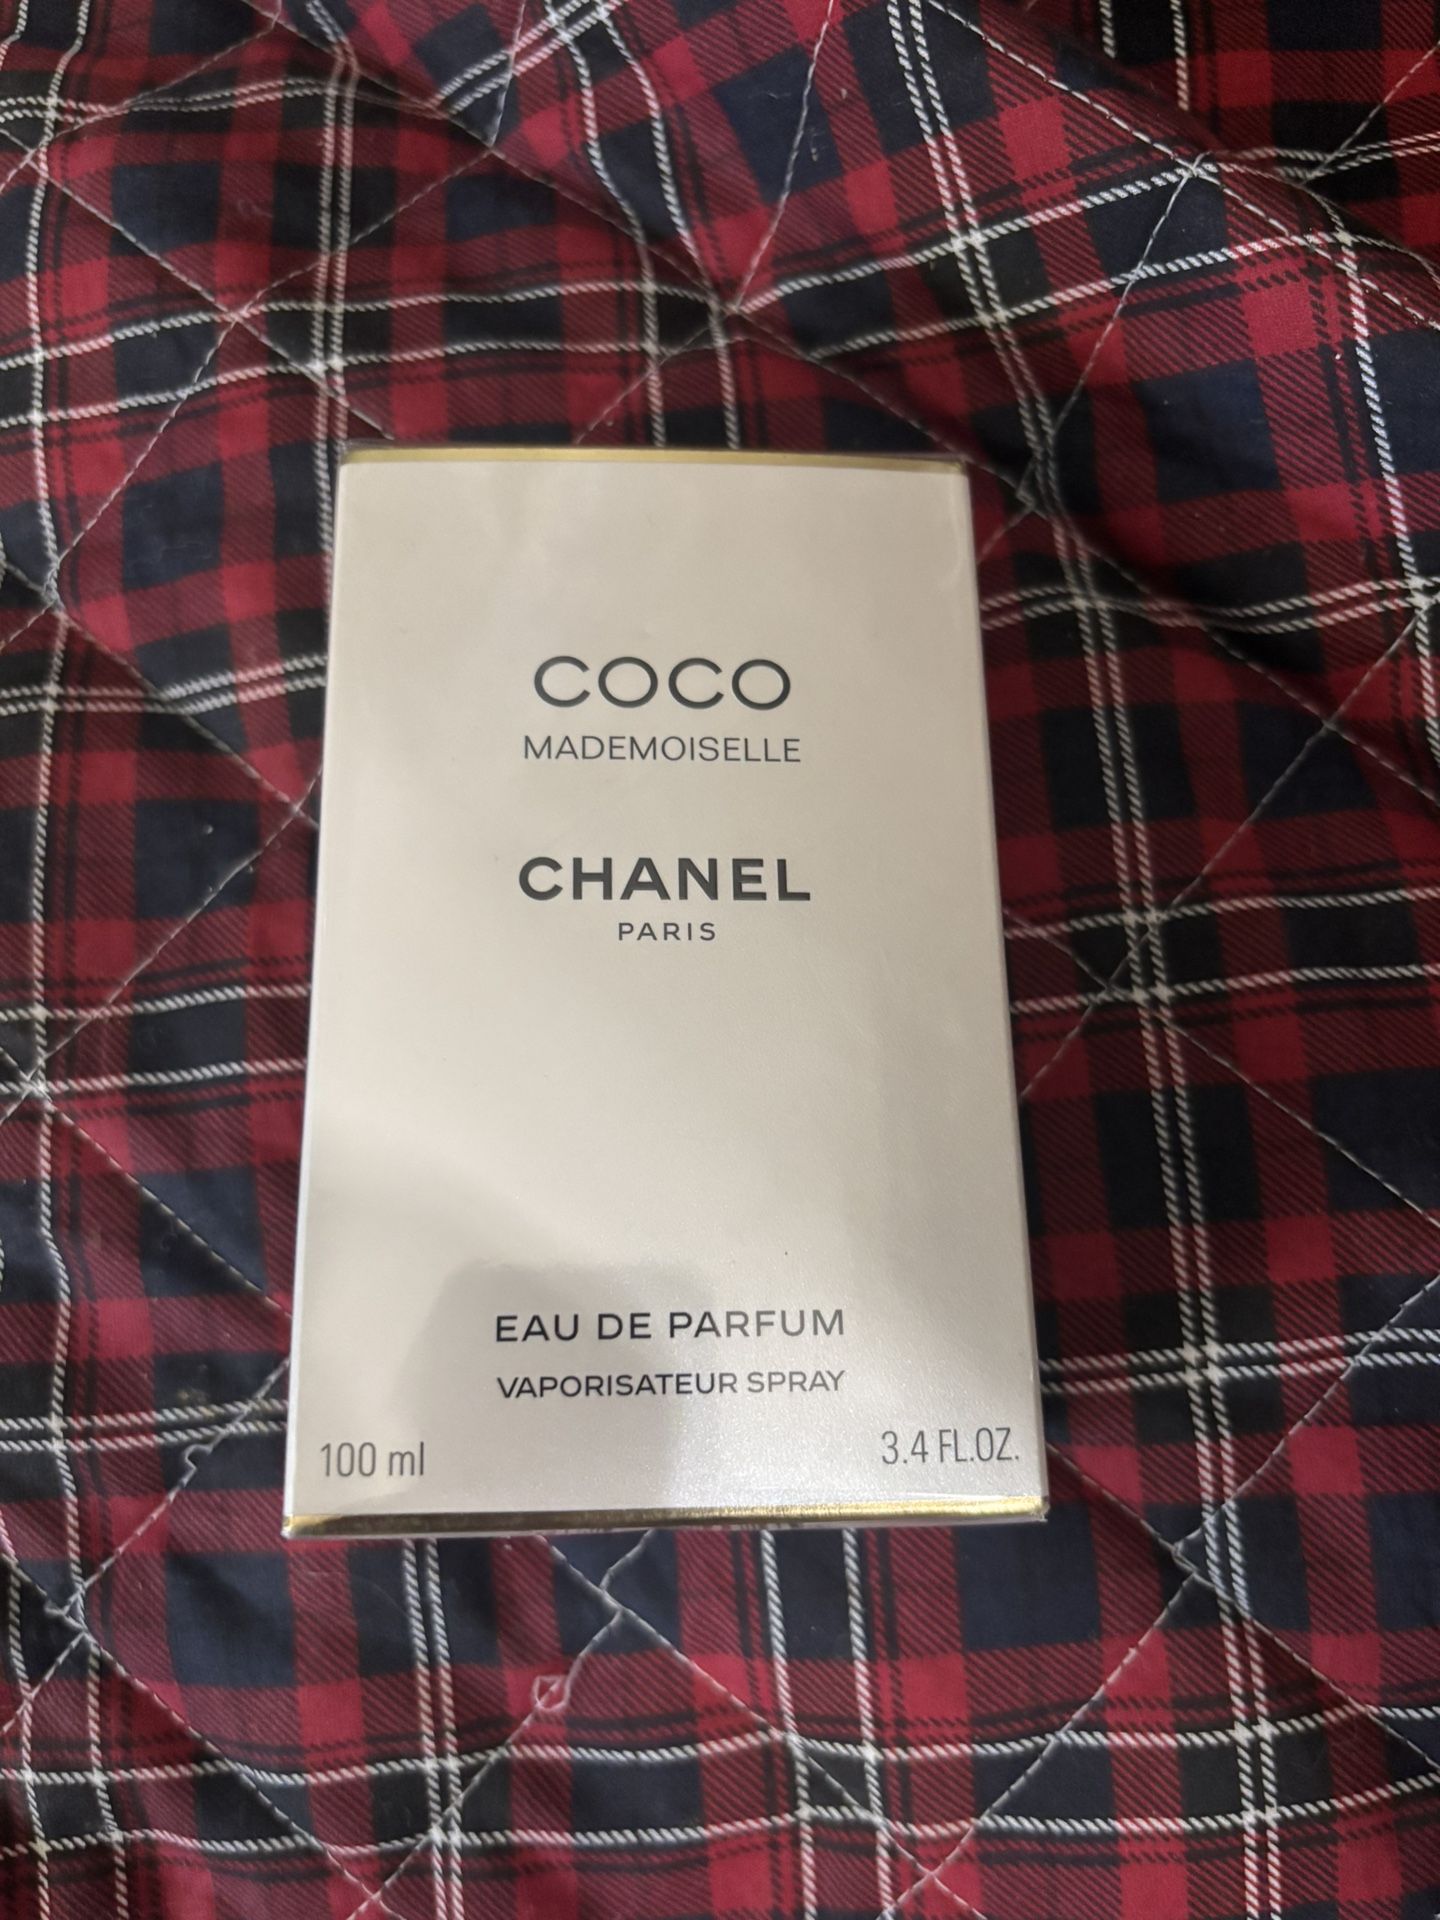 COCO
MADEMOISELLE
CHANEL
PARIS
EAU DE PARFUM
VAPORISATEUR SPRAY
100 ml
3.4 FL.OZ.